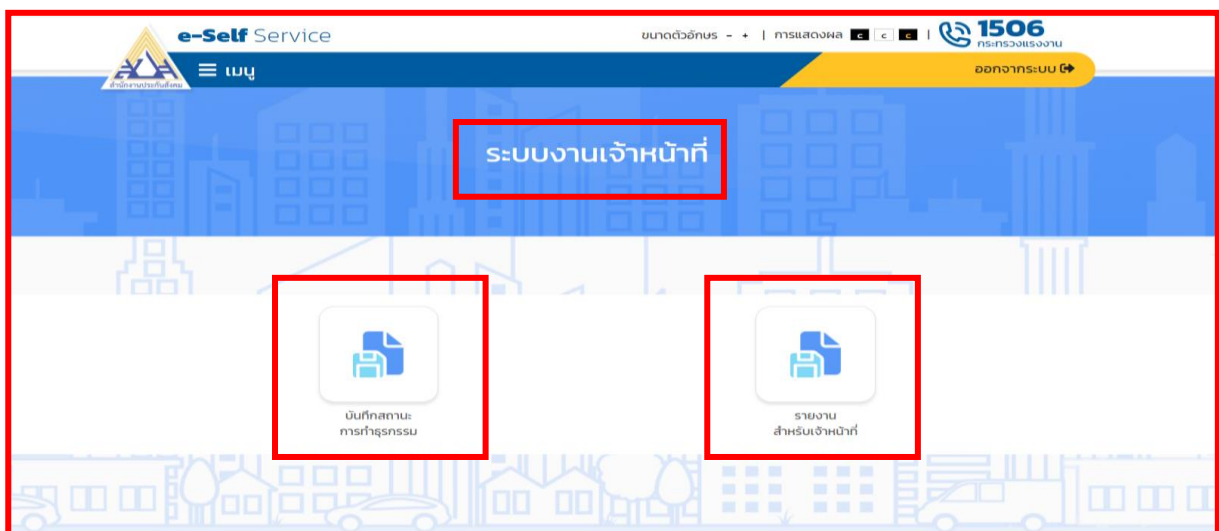 e-Self Service
ขนาดตัวอักษร - + | การแสดงผล c c c | 1506
กระทรวงแรงงาน
สำนักงานประกันสังคม
เมนู
ออกจากระบบ
ระบบงานเจ้าหน้าที่
บันทึกสถานะ
การทำธุรกรรม
รายงาน
สำหรับเจ้าหน้าที่